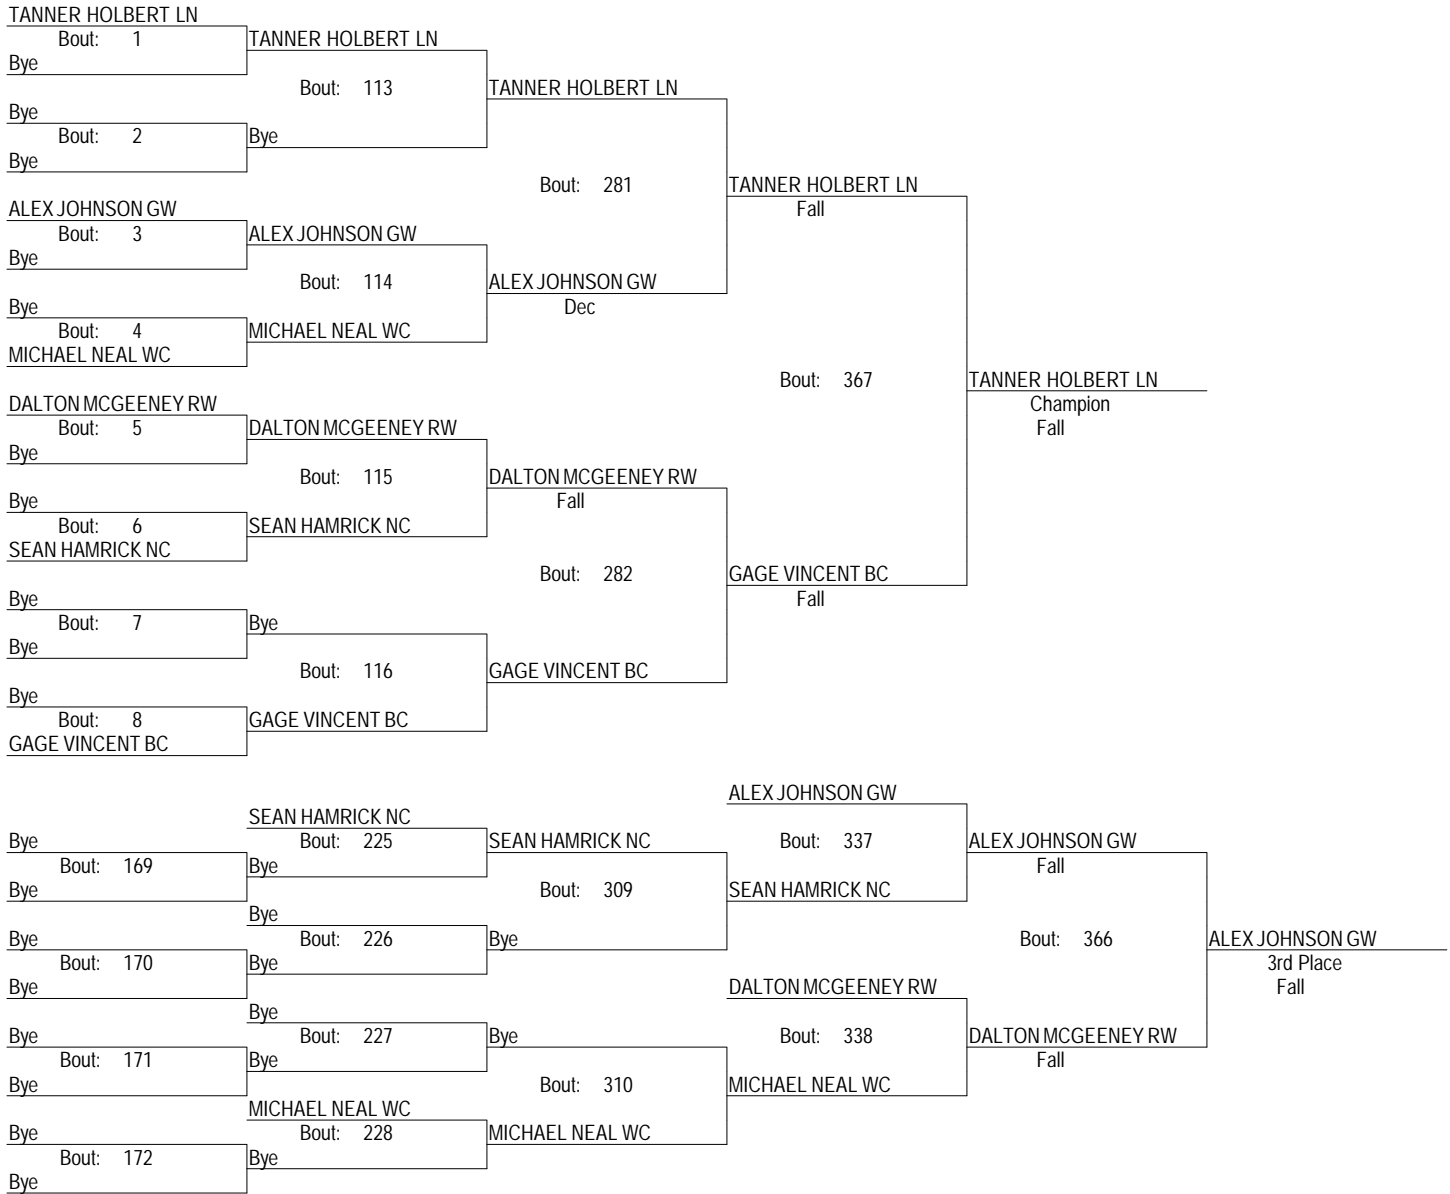 TANNER HOLBERT LN
Bout: 1 TANNER HOLBERT LN
Bye
Bout: 113 TANNER HOLBERT LN
Bye
Bout: 2 Bye
Bye
Bout: 281 TANNER HOLBERT LN
ALEX JOHNSON GW Fall
Bout: 3 ALEX JOHNSON GW
Bye
Bout: 114 ALEX JOHNSON GW
Bye Dec
Bout: 4 MICHAEL NEAL WC
MICHAEL NEAL WC
Bout: 367 TANNER HOLBERT LN
DALTON MCGEENEY RW Champion
Bout: 5 DALTON MCGEENEY RW Fall
Bye
Bout: 115 DALTON MCGEENEY RW
Bye Fall
Bout: 6 SEAN HAMRICK NC
SEAN HAMRICK NC
Bout: 282 GAGE VINCENT BC
Bye Fall
Bout: 7 Bye
Bye
Bout: 116 GAGE VINCENT BC
Bye
Bout: 8 GAGE VINCENT BC
GAGE VINCENT BC
ALEX JOHNSON GW
SEAN HAMRICK NC
Bye Bout: 225 SEAN HAMRICK NC Bout: 337 ALEX JOHNSON GW
Bout: 169 Bye Fall
Bye Bout: 309 SEAN HAMRICK NC
Bye
Bye Bout: 226 Bye Bout: 366 ALEX JOHNSON GW
Bout: 170 Bye 3rd Place
Bye DALTON MCGEENEY RW Fall
Bye
Bye Bout: 227 Bye Bout: 338 DALTON MCGEENEY RW
Bout: 171 Bye Fall
Bye Bout: 310 MICHAEL NEAL WC
MICHAEL NEAL WC
Bye Bout: 228 MICHAEL NEAL WC
Bout: 172 Bye
Bye